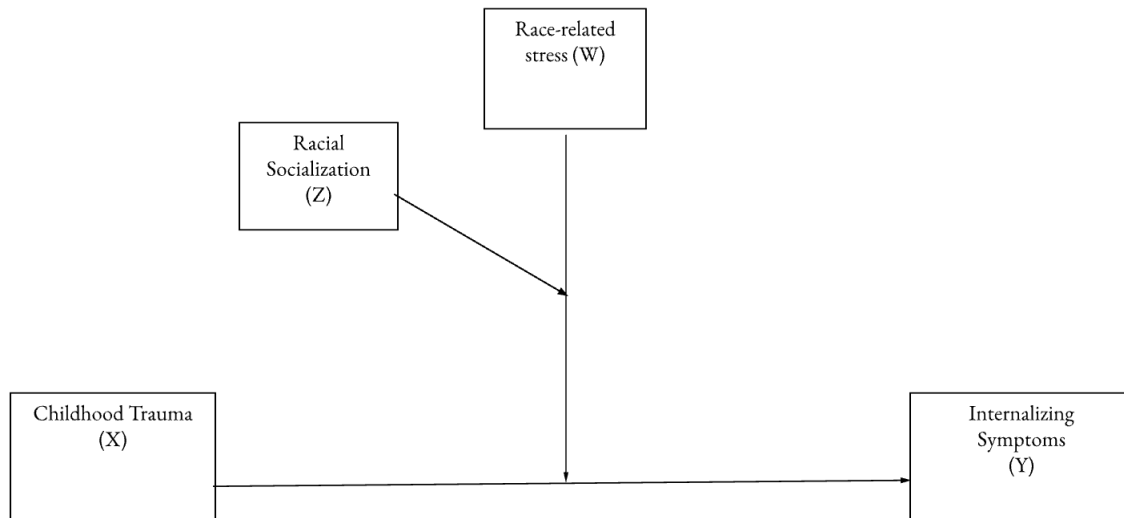 Race-related
stress (W)
Racial
Socialization
(Z)
Childhood Trauma
(X)
Internalizing
Symptoms
(Y)